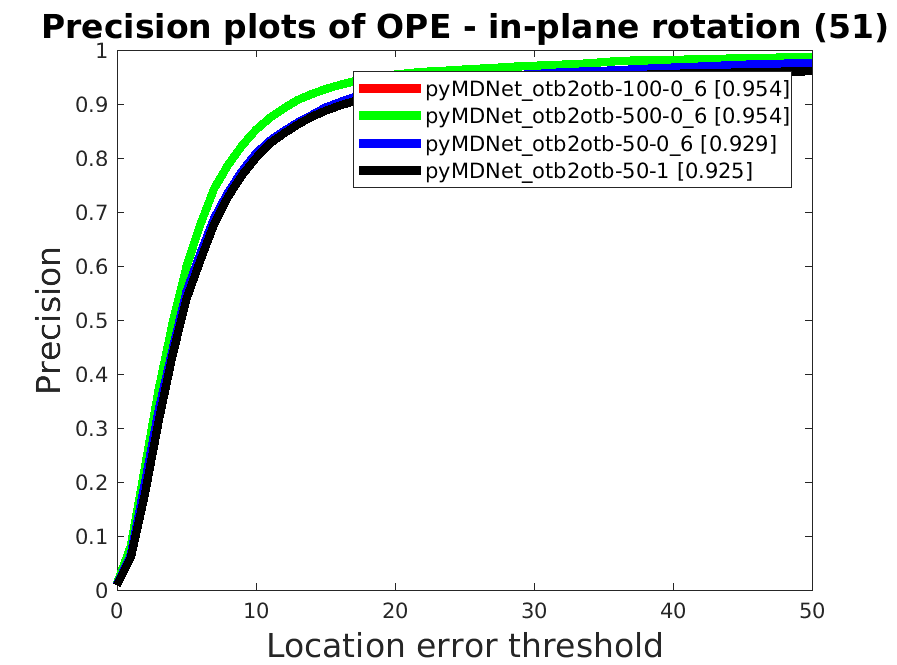 Precision plots of OPE - in-plane rotation (51)
1
0.9
0.8
0.7
0.6
0.5
0.4
0.3
0.2
0.1
0
Precision
pyMDNet_otb2otb-100-0_6 [0.954]
pyMDNet_otb2otb-500-0_6 [0.954]
pyMDNet_otb2otb-50-0_6 [0.929]
pyMDNet_otb2otb-50-1 [0.925]
0 10 20 30 40 50
Location error threshold